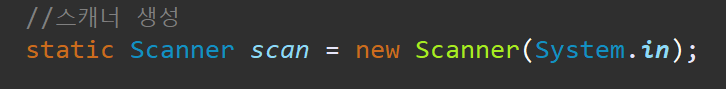 //스캐너 생성
static Scanner scan = new Scanner(System.in);